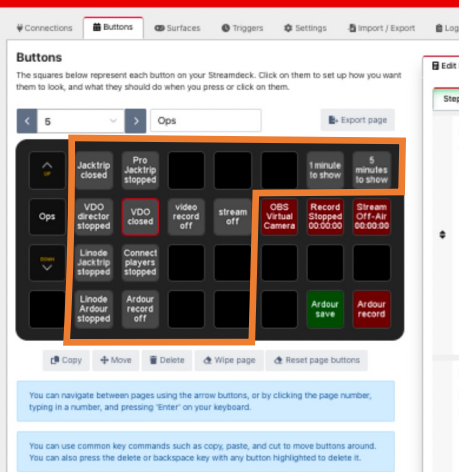 Connections Buttons Surfaces Triggers Settings Import / Export Log
Buttons
Edit
The squares below represent each button on your Streamdeck. Click on them to set up how you want
them to look, and what they should do when you press or click on them.
Step
5 Ops Export page
UP
Jacktrip
closed
Pro
Jacktrip
stopped
1 minute
to show
5
minutes
to show
Ops
VDO
director
stopped
VDO
closed
video
record
off
stream
off
OBS
Virtual
Camera
Record
Stopped
00:00:00
Stream
Off-Air
00:00:00
Down
Linode
Jacktrip
stopped
Connect
players
stopped
Linode
Ardour
stopped
Ardour
record
off
Ardour
save
Ardour
record
Copy Move Delete Wipe page Reset page buttons
You can navigate between pages using the arrow buttons, or by clicking the page number,
typing in a number, and pressing 'Enter' on your keyboard.
You can use common key commands such as copy, paste, and cut to move buttons around.
You can also press the delete or backspace key with any button highlighted to delete it.